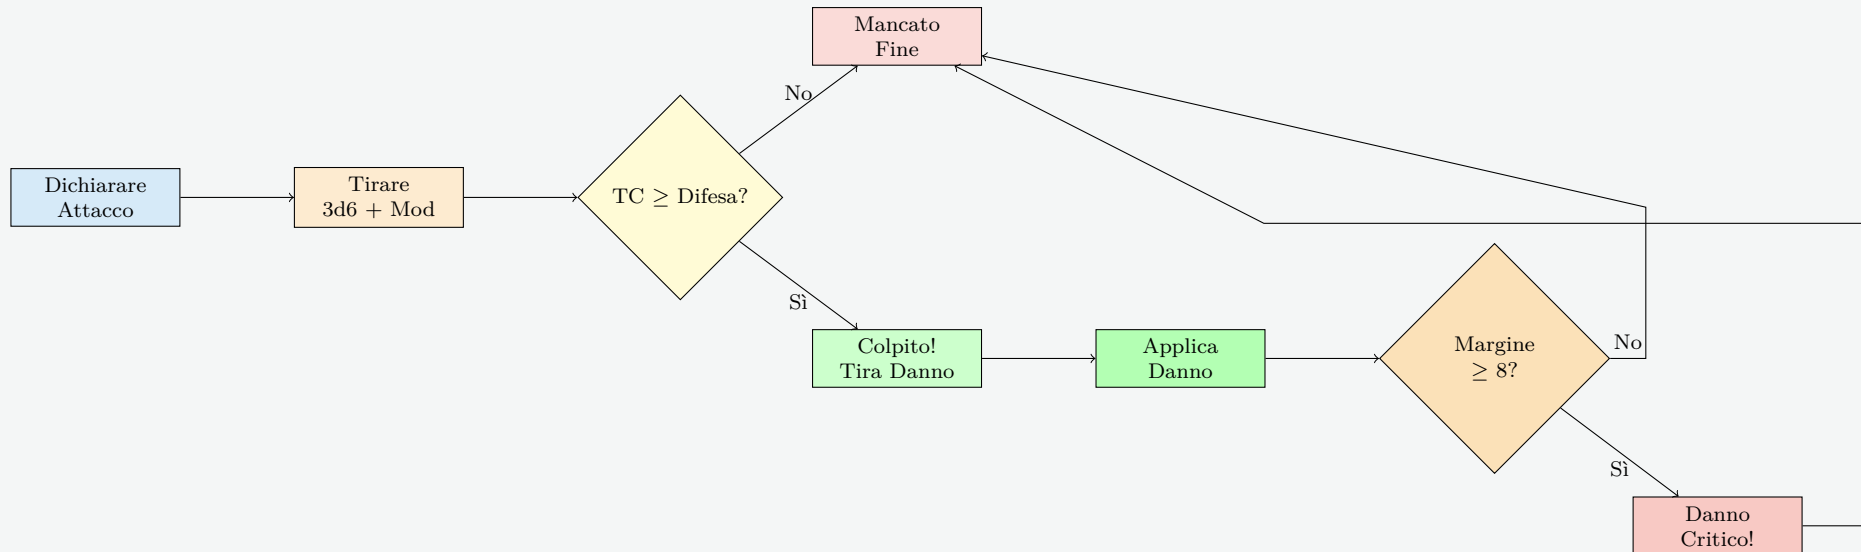 Mancato
Fine
No
Dichiarare
Attacco
Tirare
3d6 + Mod
TC ≥ Difesa?
Sì
Colpito!
Tira Danno
Applica
Danno
Margine
≥ 8?
No
Sì
Danno
Critico!